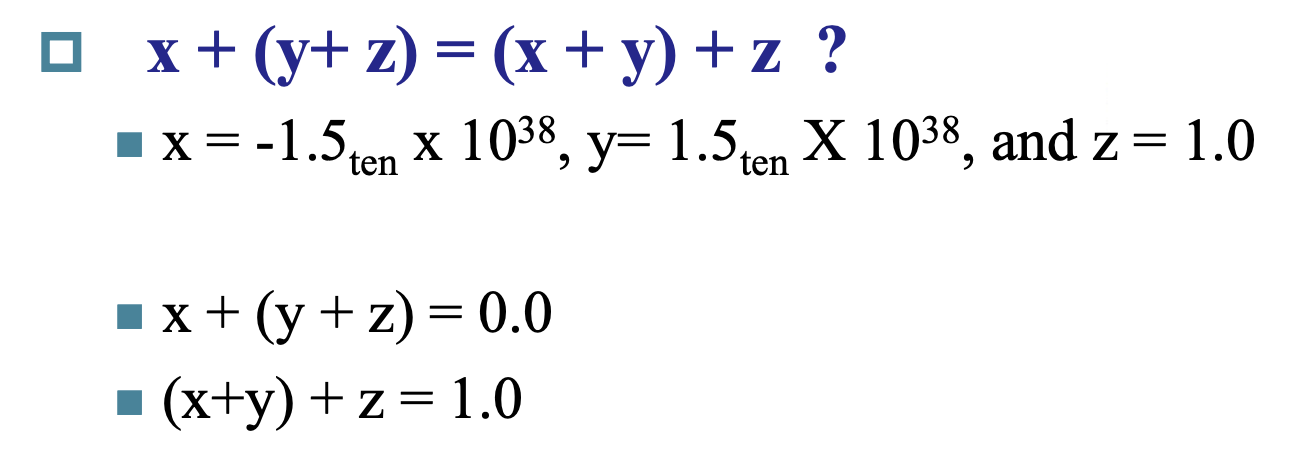 x + (y+ z) = (x + y) + z ?
x = -1.5ten x 10³⁸, y= 1.5ten X 10³⁸, and z = 1.0
x + (y + z) = 0.0
(x+y) + z = 1.0